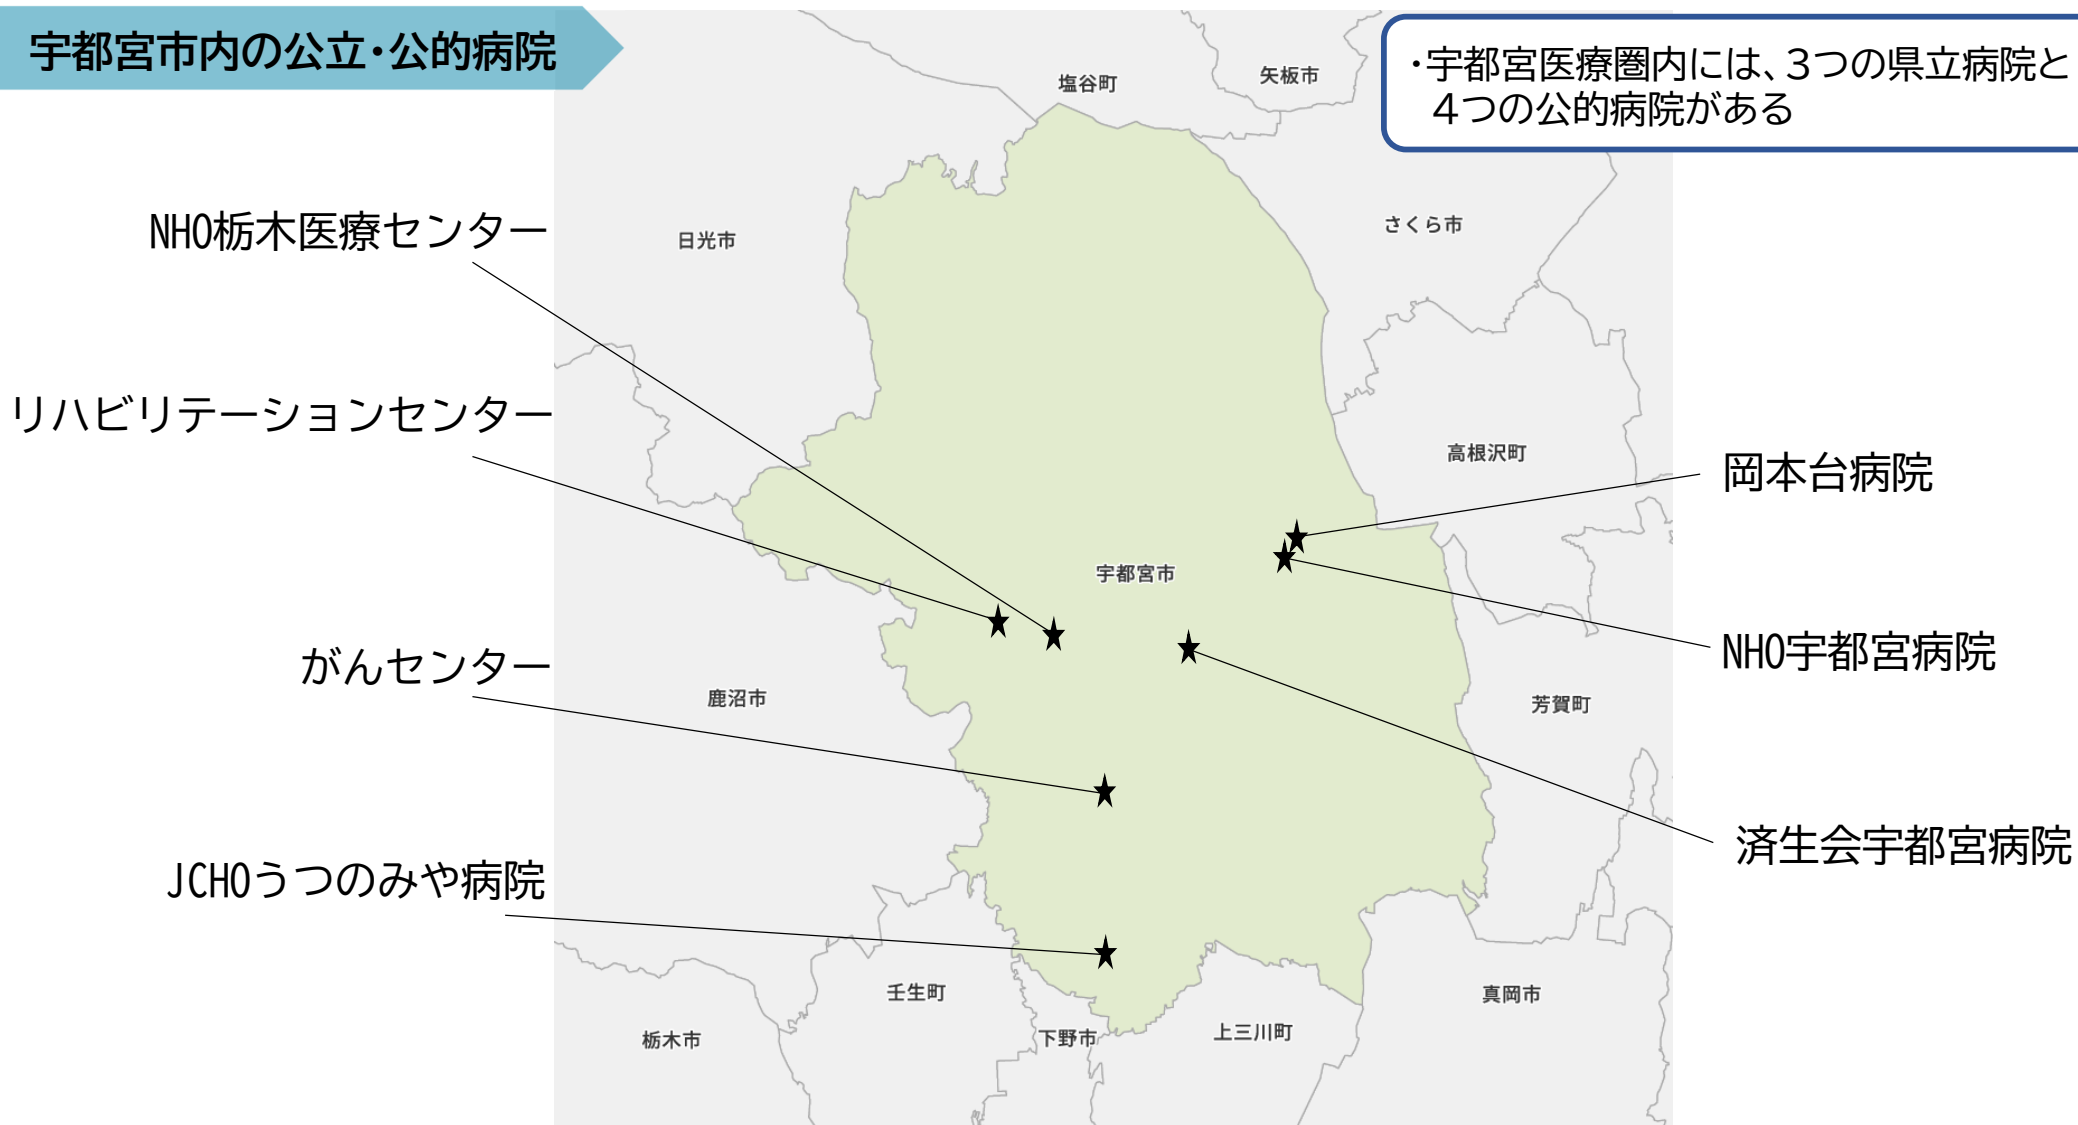 宇都宮市内の公立・公的病院
・宇都宮医療圏内には、３つの県立病院と
４つの公的病院がある
塩谷町
矢板市
日光市
さくら市
NHO栃木医療センター
リハビリテーションセンター
高根沢町
岡本台病院
宇都宮市
NHO宇都宮病院
がんセンター
鹿沼市
芳賀町
済生会宇都宮病院
JCHOうつのみや病院
壬生町
真岡市
栃木市
下野市
上三川町